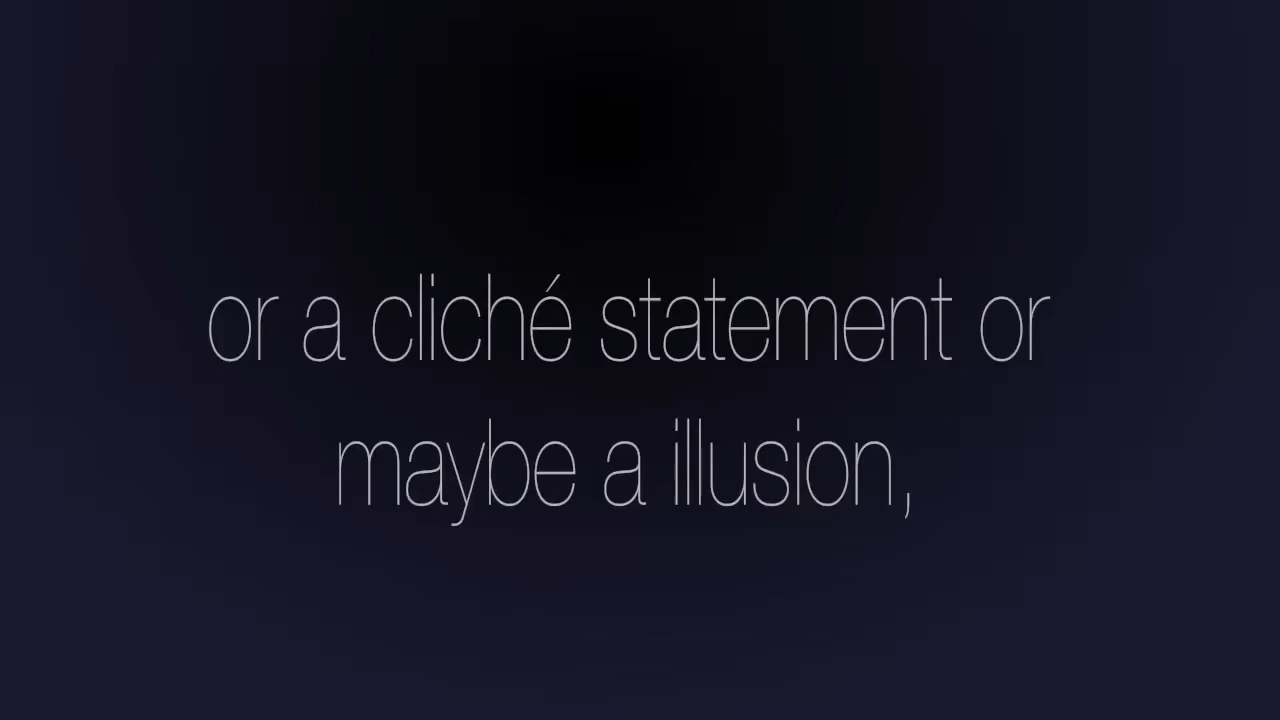 or a cliché statement or
maybe a illusion,